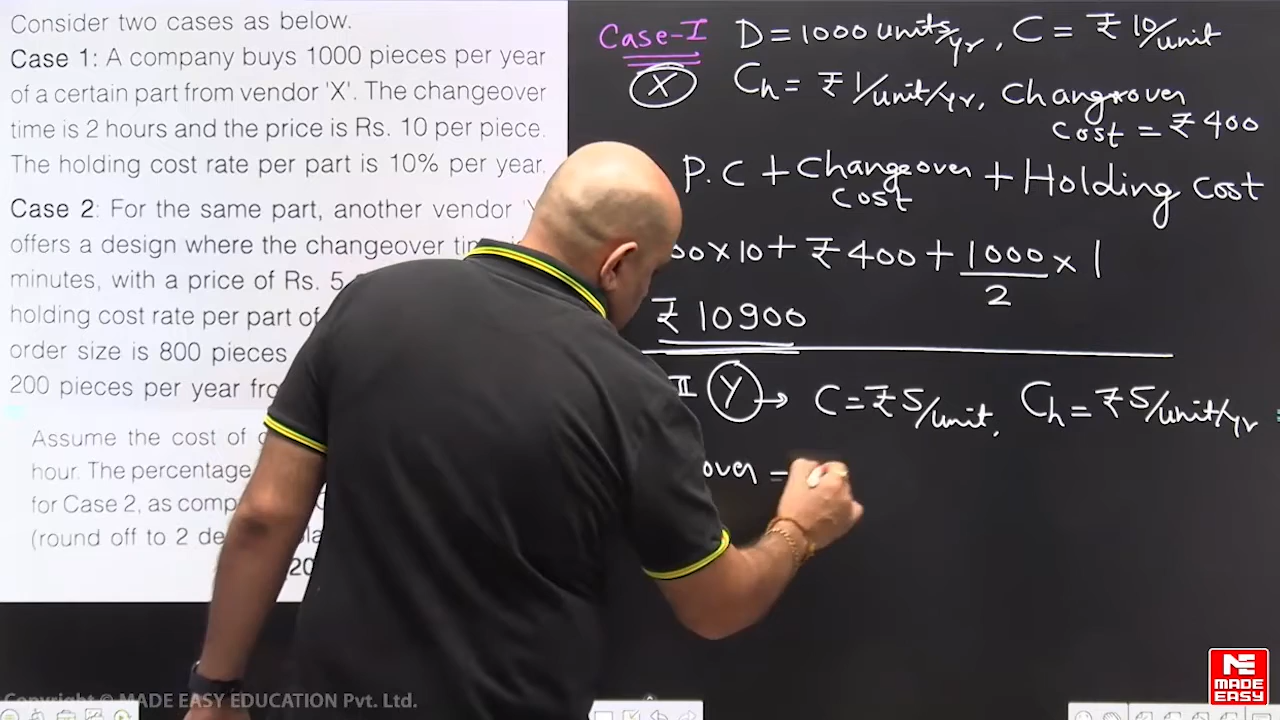 Consider two cases as below.
Case 1: A company buys 1000 pieces per year
of a certain part from vendor 'X'. The changeover
time is 2 hours and the price is Rs. 10 per piece.
The holding cost rate per part is 10% per year.
Case 2: For the same part, another vendor
offers a design where the changeover
minutes, with a price of Rs. 5
holding cost rate per part of
order size is 800 pieces
200 pieces per year
Assume the cost of
hour. The percentage
for Case 2, as
(round off to 2
Case-I D = 1000 units/yr, C = ₹ 10/unit
X Ch = ₹ 1/unit/yr, Changeover
cost = ₹ 400
P.C + Changeover + Holding cost
cost
00 x 10 + ₹ 400 + 1000 x 1
2
₹ 10900
II Y → C = ₹ 5/unit, Ch = ₹ 5/unit/yr
over =
Copyright © MADE EASY EDUCATION Pvt. Ltd.
MADE
EASY